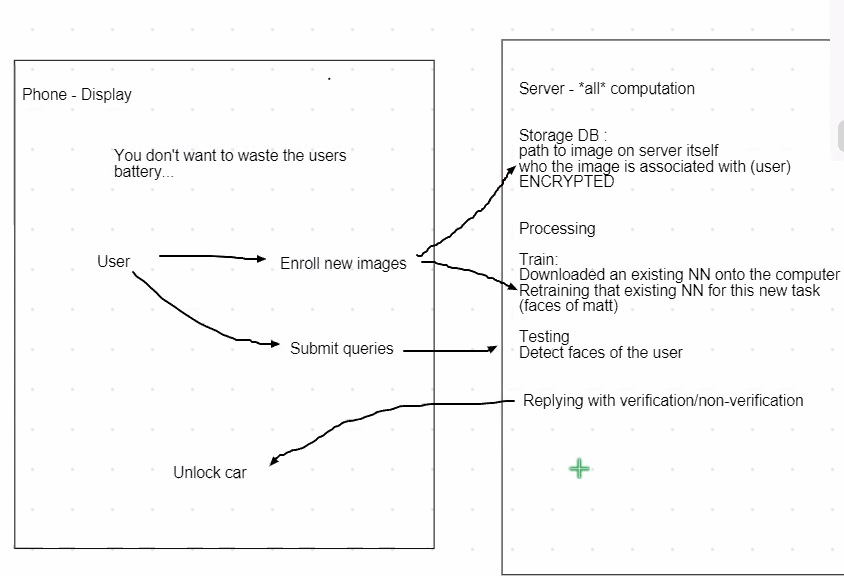 Phone - Display
You don't want to waste the users
battery...
User
Enroll new images
Submit queries
Unlock car
Server - *all* computation
Storage DB :
path to image on server itself
who the image is associated with (user)
ENCRYPTED
Processing
Train:
Downloaded an existing NN onto the computer
Retraining that existing NN for this new task
(faces of matt)
Testing
Detect faces of the user
Replying with verification/non-verification